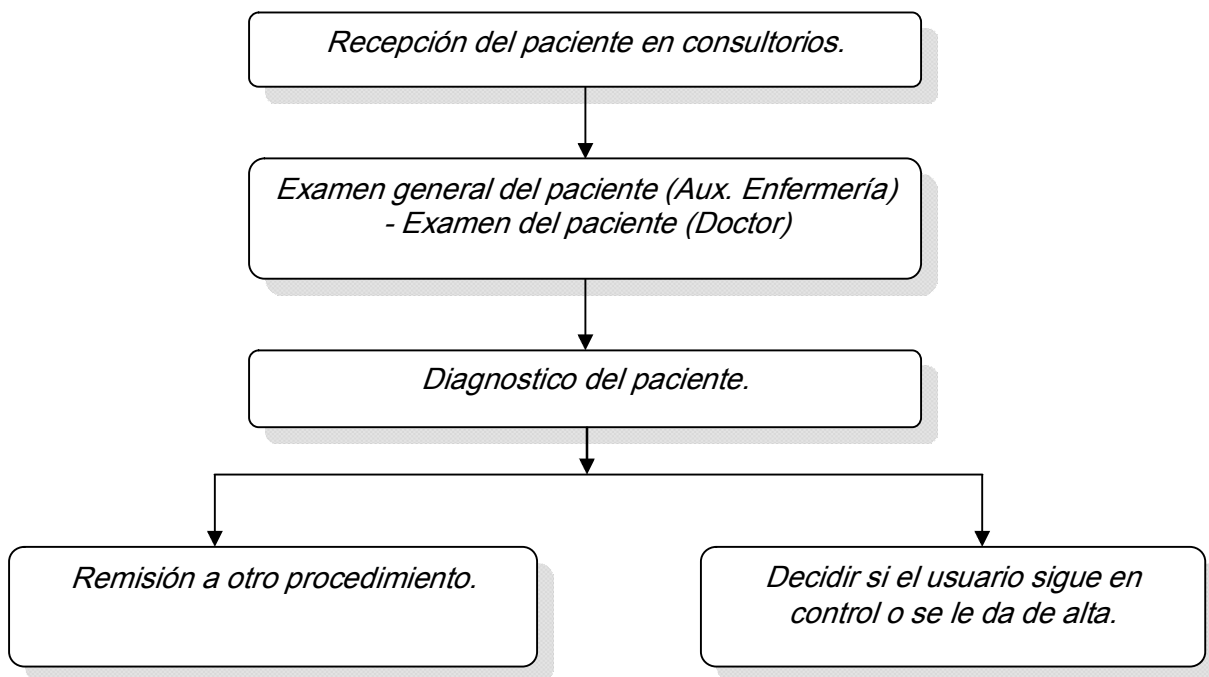 Recepción del paciente en consultorios.
Examen general del paciente (Aux. Enfermería)
- Examen del paciente (Doctor)
Diagnostico del paciente.
Remisión a otro procedimiento.
Decidir si el usuario sigue en
control o se le da de alta.